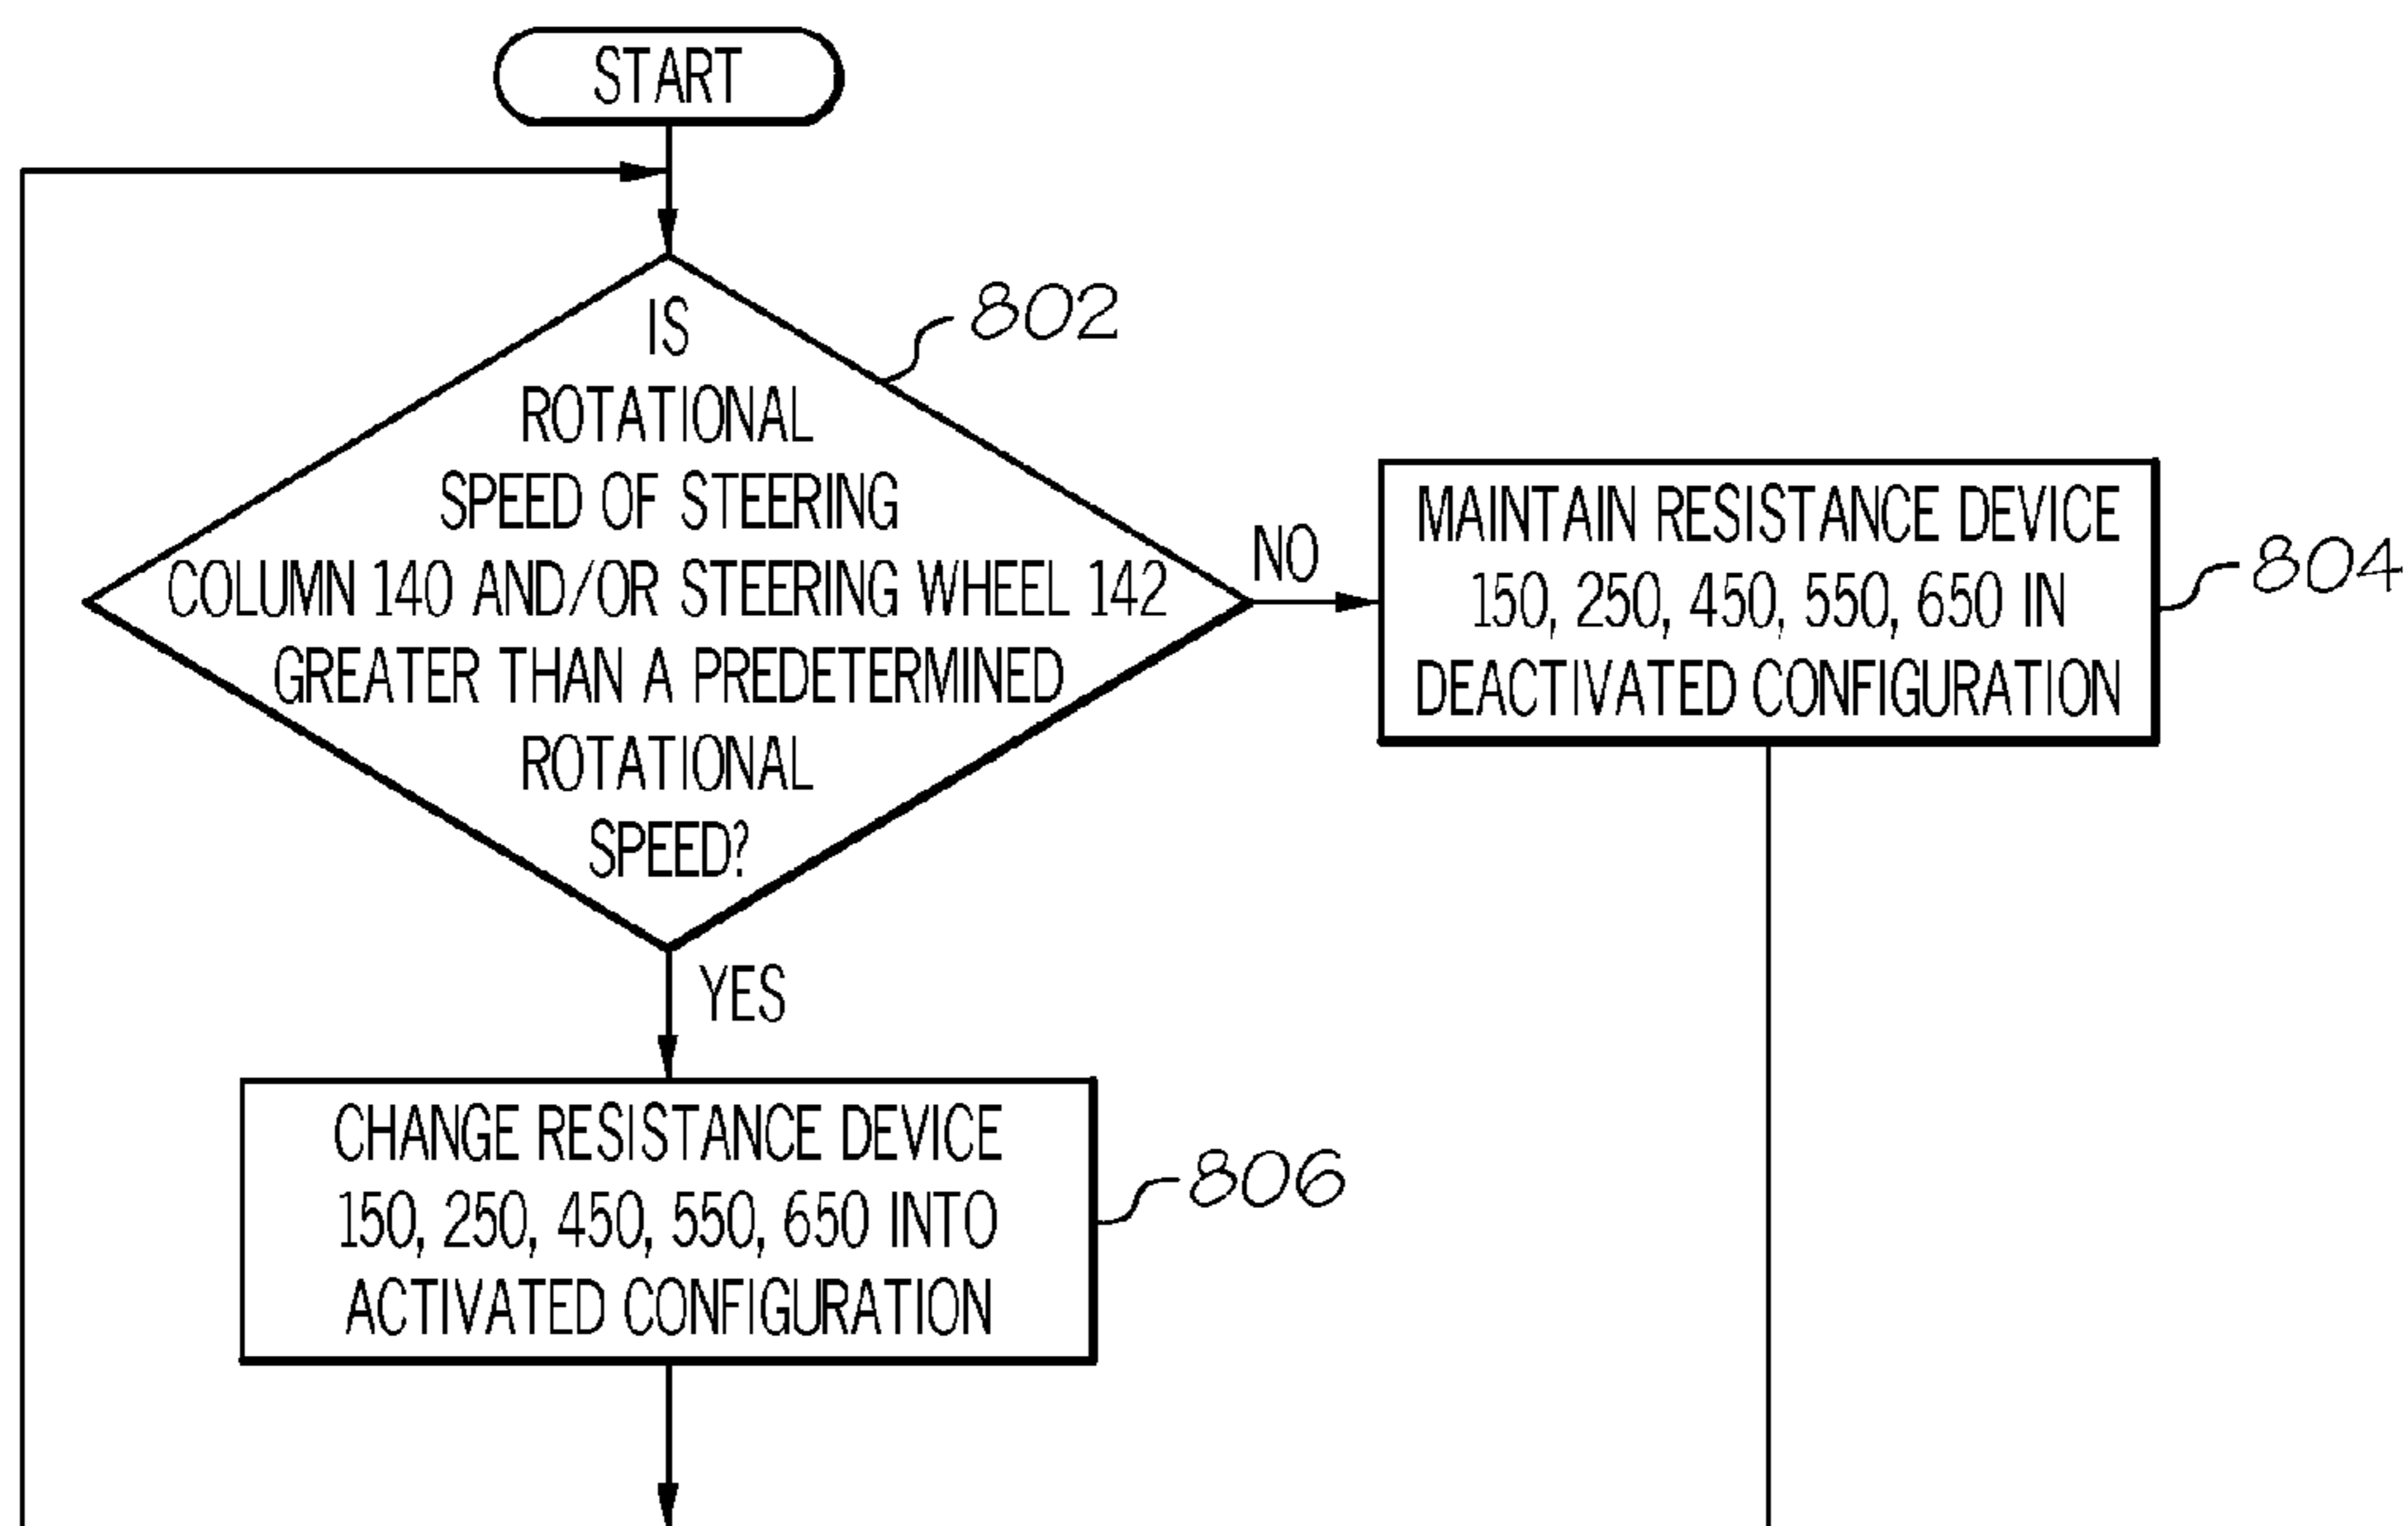 START
IS
ROTATIONAL
SPEED OF STEERING
COLUMN 140 AND/OR STEERING WHEEL 142
GREATER THAN A PREDETERMINED
ROTATIONAL
SPEED?
802
NO
MAINTAIN RESISTANCE DEVICE
150, 250, 450, 550, 650 IN
DEACTIVATED CONFIGURATION
804
YES
CHANGE RESISTANCE DEVICE
150, 250, 450, 550, 650 INTO
ACTIVATED CONFIGURATION
806